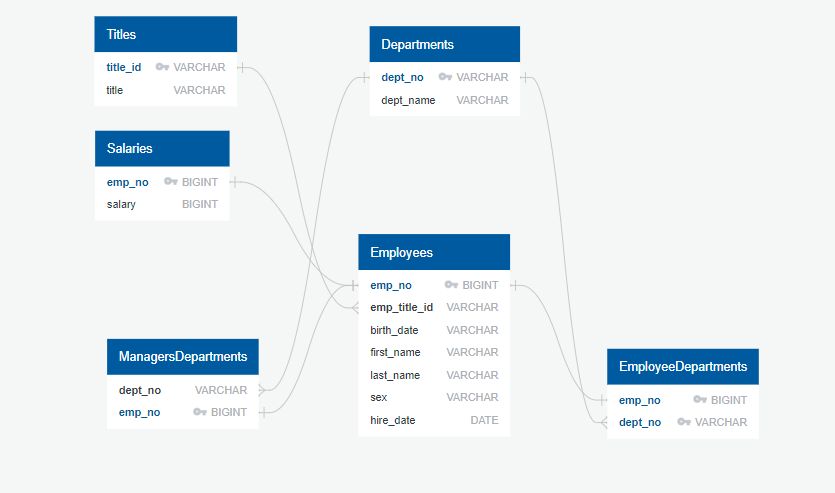 Titles
title_id VARCHAR
title VARCHAR
Departments
dept_no VARCHAR
dept_name VARCHAR
Salaries
emp_no BIGINT
salary BIGINT
Employees
emp_no BIGINT
emp_title_id VARCHAR
birth_date VARCHAR
first_name VARCHAR
last_name VARCHAR
sex VARCHAR
hire_date DATE
ManagersDepartments
dept_no VARCHAR
emp_no BIGINT
EmployeeDepartments
emp_no BIGINT
dept_no VARCHAR